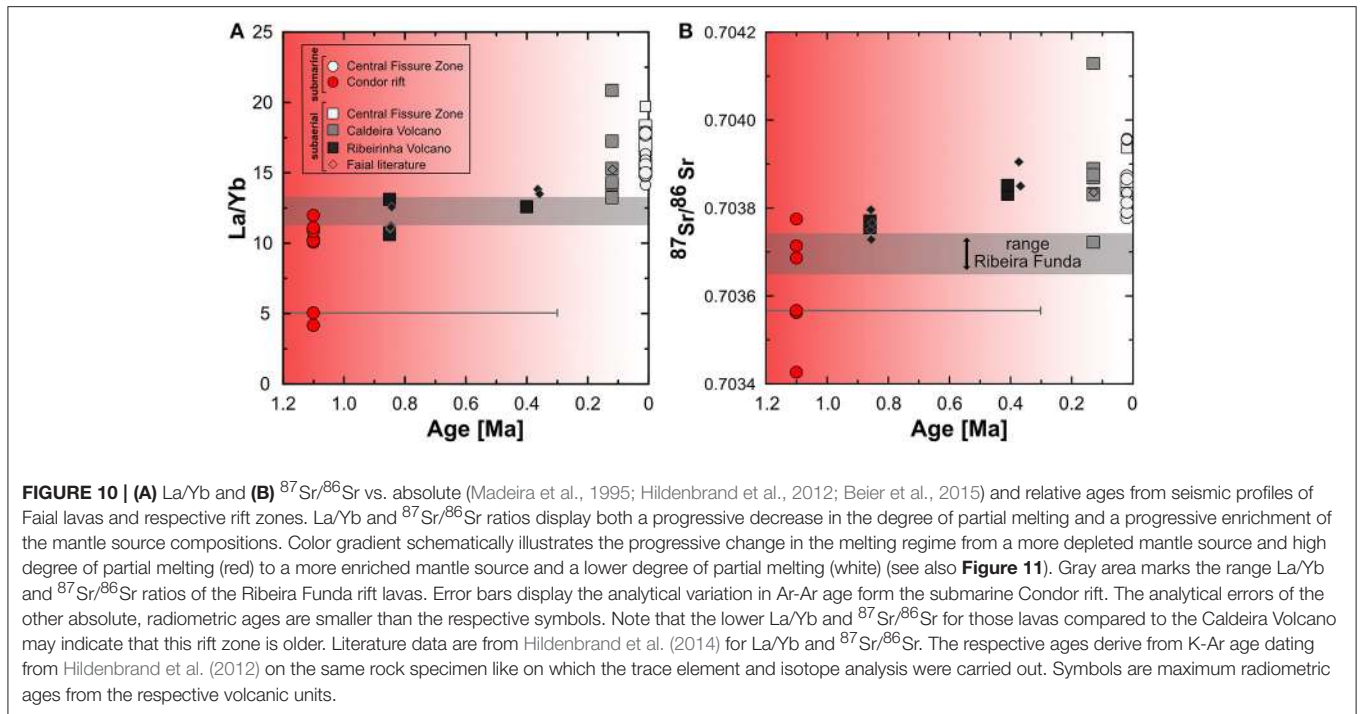 A
B
25
20
15
10
5
0
La/Yb
submarine
Central Fissure Zone
Condor rift
subaerial
Central Fissure Zone
Caldeira Volcano
Ribeirinha Volcano
Faial literature
1.2 1.0 0.8 0.6 0.4 0.2 0
Age [Ma]
0.7042
0.7040
0.7038
0.7036
0.7034
87Sr/86Sr
range
Ribeira Funda
1.2 1.0 0.8 0.6 0.4 0.2 0
Age [Ma]
FIGURE 10 | (A) La/Yb and (B) 87Sr/86Sr vs. absolute (Madeira et al., 1995; Hildenbrand et al., 2012; Beier et al., 2015) and relative ages from seismic profiles of
Faial lavas and respective rift zones. La/Yb and 87Sr/86Sr ratios display both a progressive decrease in the degree of partial melting and a progressive enrichment of
the mantle source compositions. Color gradient schematically illustrates the progressive change in the melting regime from a more depleted mantle source and high
degree of partial melting (red) to a more enriched mantle source and a lower degree of partial melting (white) (see also Figure 11). Gray area marks the range La/Yb
and 87Sr/86Sr ratios of the Ribeira Funda rift lavas. Error bars display the analytical variation in Ar-Ar age form the submarine Condor rift. The analytical errors of the
other absolute, radiometric ages are smaller than the respective symbols. Note that the lower La/Yb and 87Sr/86Sr for those lavas compared to the Caldeira Volcano
may indicate that this rift zone is older. Literature data are from Hildenbrand et al. (2014) for La/Yb and 87Sr/86Sr. The respective ages derive from K-Ar age dating
from Hildenbrand et al. (2012) on the same rock specimen like on which the trace element and isotope analysis were carried out. Symbols are maximum radiometric
ages from the respective volcanic units.